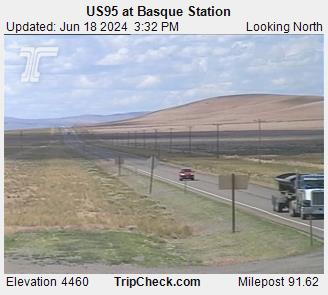 US95 at Basque Station
Updated: Jun 18 2024 3:32 PM Looking North
Elevation 4460 TripCheck.com Milepost 91.62